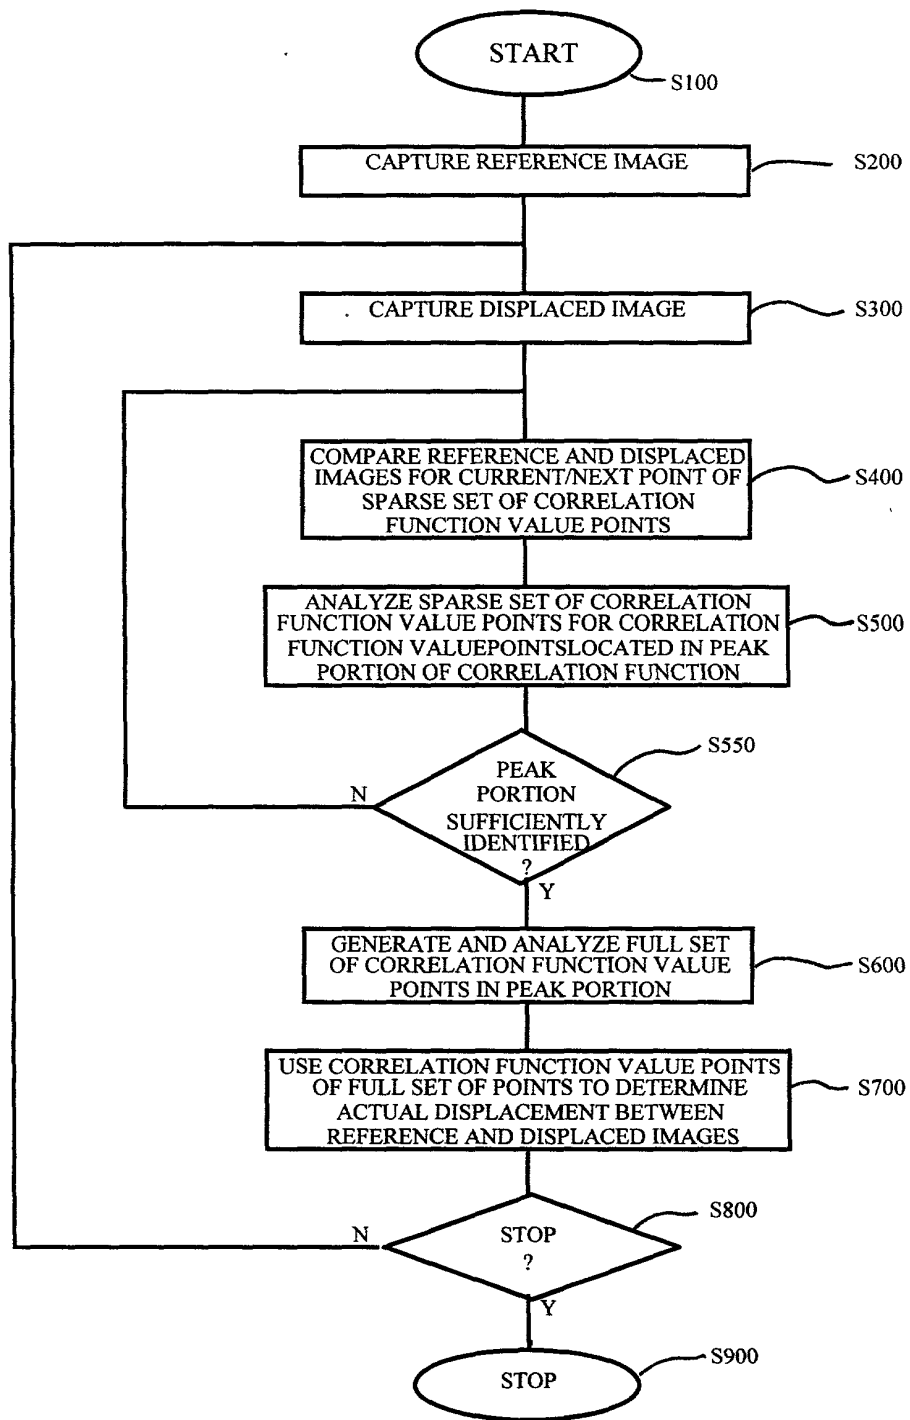 START
S100
CAPTURE REFERENCE IMAGE
S200
CAPTURE DISPLACED IMAGE
S300
COMPARE REFERENCE AND DISPLACED
IMAGES FOR CURRENT/NEXT POINT OF
SPARSE SET OF CORRELATION
FUNCTION VALUE POINTS
S400
ANALYZE SPARSE SET OF CORRELATION
FUNCTION VALUE POINTS FOR CORRELATION
FUNCTION VALUEPOINTSLOCATED IN PEAK
PORTION OF CORRELATION FUNCTION
S500
S550
PEAK
PORTION
SUFFICIENTLY
IDENTIFIED
?
N
Y
GENERATE AND ANALYZE FULL SET
OF CORRELATION FUNCTION VALUE
POINTS IN PEAK PORTION
S600
USE CORRELATION FUNCTION VALUE POINTS
OF FULL SET OF POINTS TO DETERMINE
ACTUAL DISPLACEMENT BETWEEN
REFERENCE AND DISPLACED IMAGES
S700
S800
N
STOP
?
Y
S900
STOP